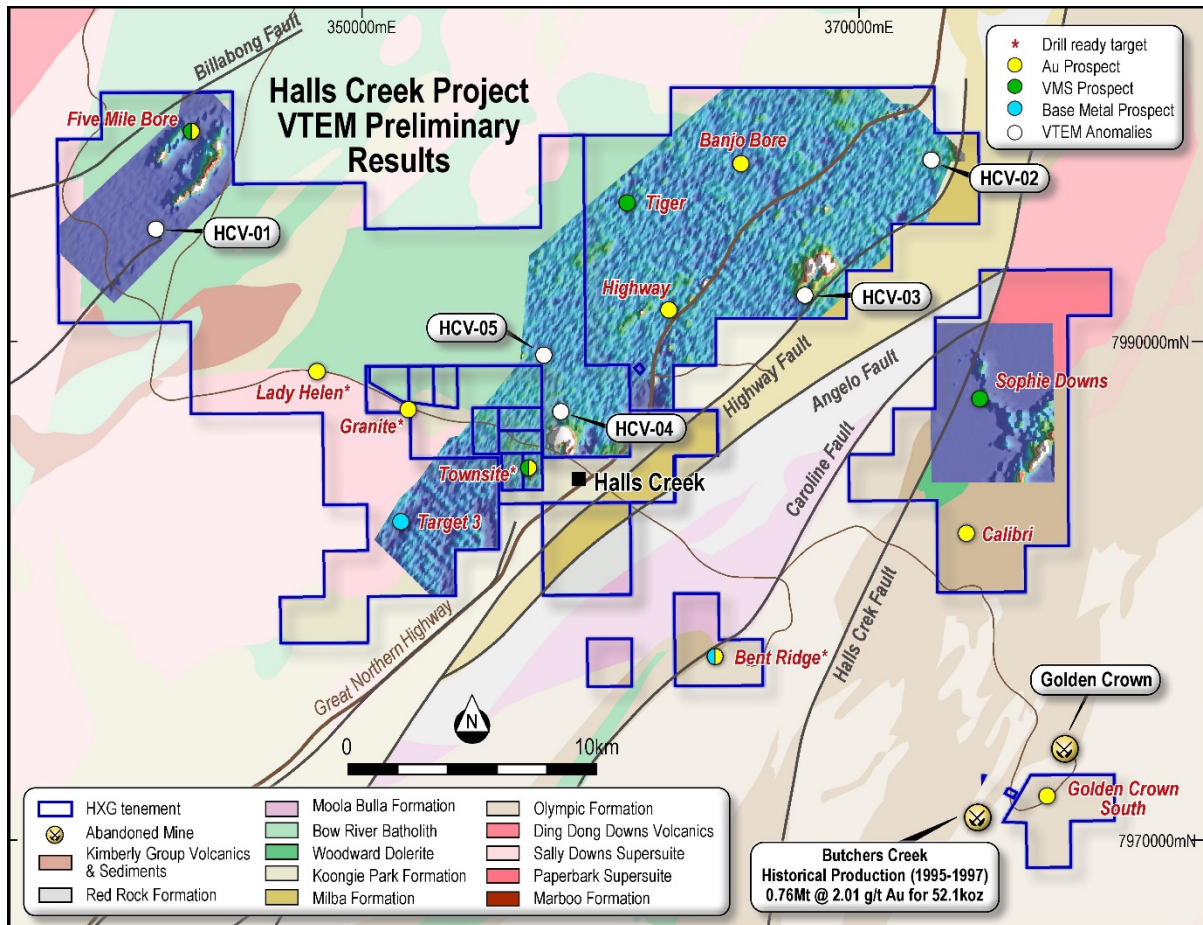 350000mE
370000mE
Billabong Fault
Halls Creek Project
VTEM Preliminary
Results
* Drill ready target
Au Prospect
VMS Prospect
Base Metal Prospect
VTEM Anomalies
Five Mile Bore
Banjo Bore
HCV-02
Tiger
HCV-01
HCV-03
Highway
HCV-05
7990000mN
Highway Fault
Angelo Fault
Lady Helen*
Sophie Downs
Granite*
HCV-04
Caroline Fault
Townsite*
Halls Creek
Target 3
Calibri
Great Northern Highway
Halls Crek Fault
Bent Ridge*
Golden Crown
N
0
10km
Golden Crown
South
HXG tenement
Abandoned Mine
Kimberly Group Volcanics
& Sediments
Red Rock Formation
Moola Bulla Formation
Bow River Batholith
Woodward Dolerite
Koongie Park Formation
Milba Formation
Olympic Formation
Ding Dong Downs Volcanics
Sally Downs Supersuite
Paperbark Supersuite
Marboo Formation
7970000mN
Butchers Creek
Historical Production (1995-1997)
0.76Mt @ 2.01 g/t Au for 52.1koz